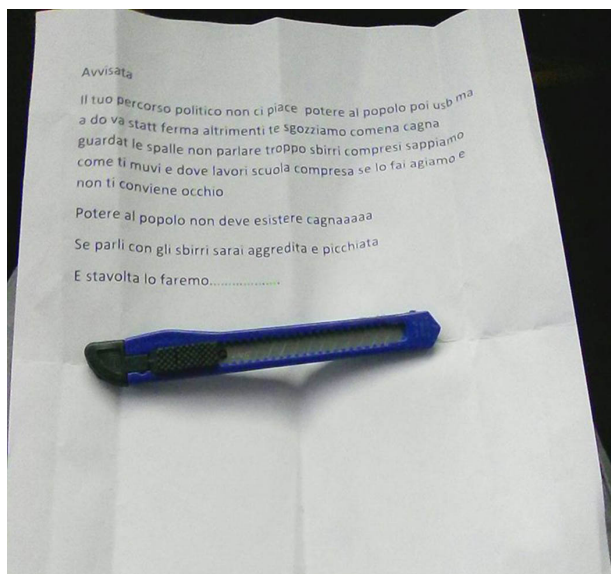 Avvisata
Il tuo percorso politico non ci piace potere al popolo poi usb ma
a do va statt ferma altrimenti te sgozziamo comena cagna
guardat le spalle non parlare troppo sbirri compresi sappiamo
come ti muvi e dove lavori scuola compresa se lo fai agiamo e
non ti conviene occhio
Potere al popolo non deve esistere cagnaaaaa
Se parli con gli sbirri sarai aggredita e picchiata
E stavolta lo faremo..................